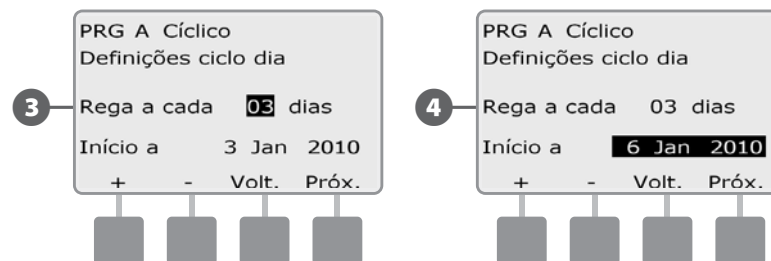 PRG A Cíclico
Definições ciclo dia
3
Rega a cada 03 dias
Início a 3 Jan 2010
+ - Volt. Próx.
PRG A Cíclico
Definições ciclo dia
4
Rega a cada 03 dias
Início a 6 Jan 2010
+ - Volt. Próx.